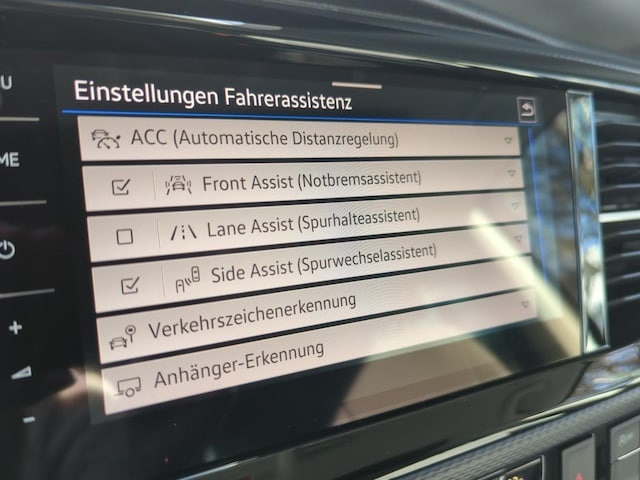 Einstellungen Fahrerassistenz
ACC (Automatische Distanzregelung)
Front Assist (Notbremsassistent)
Lane Assist (Spurhalteassistent)
Side Assist (Spurwechselassistent)
Verkehrszeichenerkennung
Anhänger-Erkennung